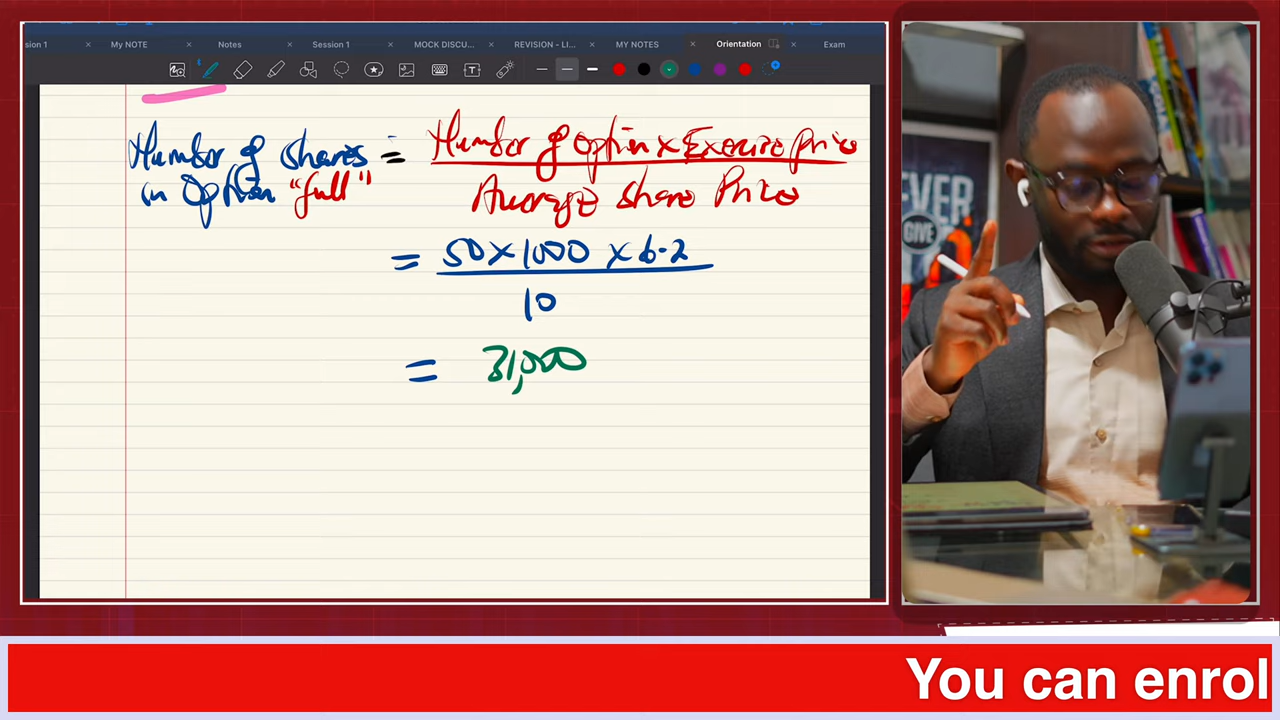 sion 1 My NOTE Notes Session 1 MOCK DISCU... REVISION - LI... MY NOTES Orientation Exam
Number of shares = Number of option x Exercise price
in Option "full" Average share Price
= 50 x 1000 x 6.2
10
= 31,000
EVER
GIVE
You can enrol